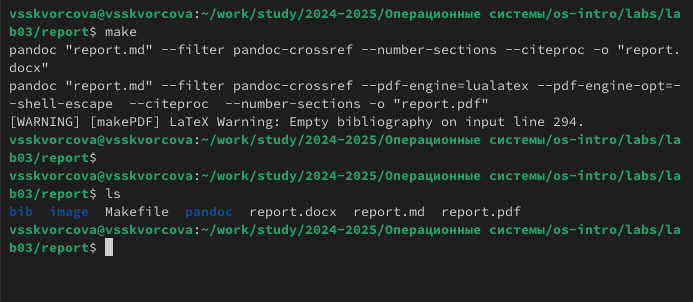 vsskvorcova@vsskvorcova:~/work/study/2024-2025/Операционные системы/os-intro/labs/la
b03/report$ make
pandoc "report.md" --filter pandoc-crossref --number-sections --citeproc -o "report.
docx"
pandoc "report.md" --filter pandoc-crossref --pdf-engine=lualatex --pdf-engine-opt=-
-shell-escape  --citeproc  --number-sections -o "report.pdf"
[WARNING] [makePDF] LaTeX Warning: Empty bibliography on input line 294.
vsskvorcova@vsskvorcova:~/work/study/2024-2025/Операционные системы/os-intro/labs/la
b03/report$
vsskvorcova@vsskvorcova:~/work/study/2024-2025/Операционные системы/os-intro/labs/la
b03/report$ ls
bib  image  Makefile  pandoc  report.docx  report.md  report.pdf
vsskvorcova@vsskvorcova:~/work/study/2024-2025/Операционные системы/os-intro/labs/la
b03/report$